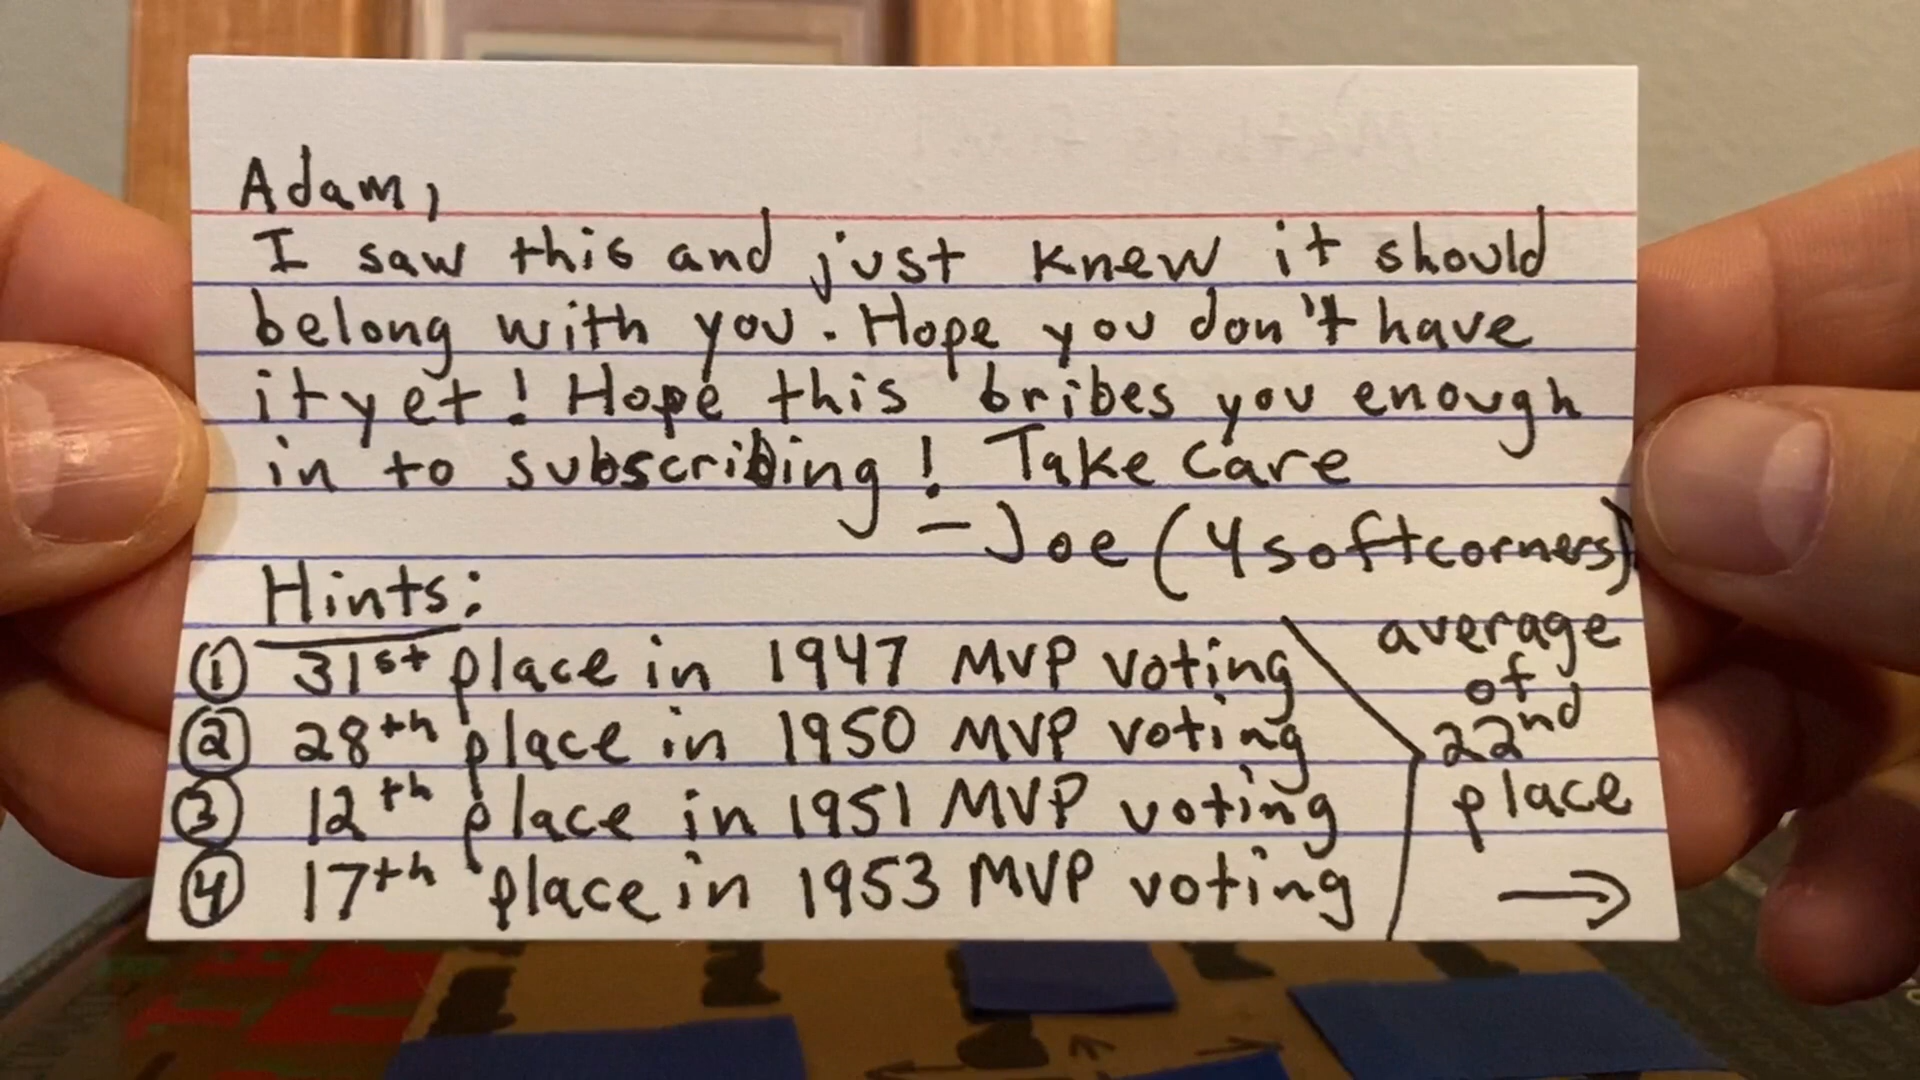 Adam,
I saw this and just knew it should
belong with you. Hope you don't have
it yet! Hope this bribes you enough
in to subscribing! Take Care
- Joe (4softcorners)
Hints:
① 31st place in 1947 MVP voting
② 28th place in 1950 MVP voting
③ 12th place in 1951 MVP voting
④ 17th place in 1953 MVP voting
average
of
22nd
place
→